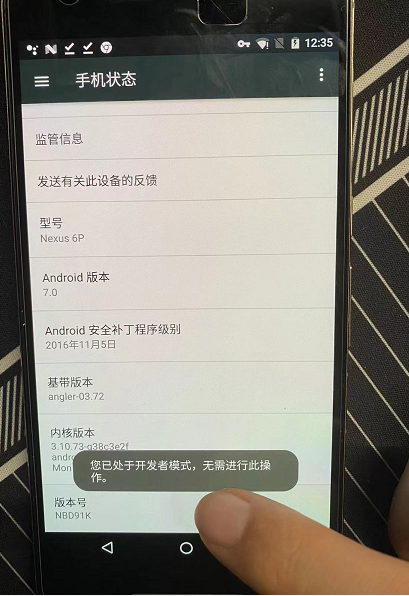 12:35
手机状态
监管信息
发送有关此设备的反馈
型号
Nexus 6P
Android 版本
7.0
Android 安全补丁程序级别
2016年11月5日
基带版本
angler-03.72
内核版本
3.10.73-g38c3e2f
andro
Mon
您已处于开发者模式，无需进行此操
作。
版本号
NBD91K